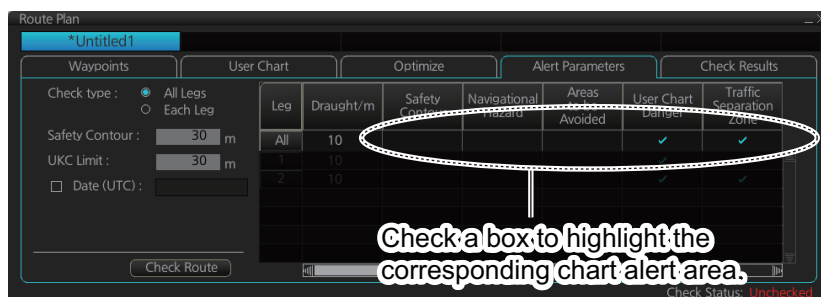 Route Plan
*Untitled1
Waypoints
User Chart
Optimize
Alert Parameters
Check Results
Check type :
All Legs
Each Leg
Safety Contour :
30
m
UKC Limit :
30
m
Date (UTC) :
Check Route
Leg
Draught/m
Safety
Contour
Navigational
Hazard
Areas
to be
Avoided
User Chart
Danger
Traffic
Separation
Zone
All
10
1
10
2
10
Check a box to highlight the
corresponding chart alert area.
Check Status: Unchecked